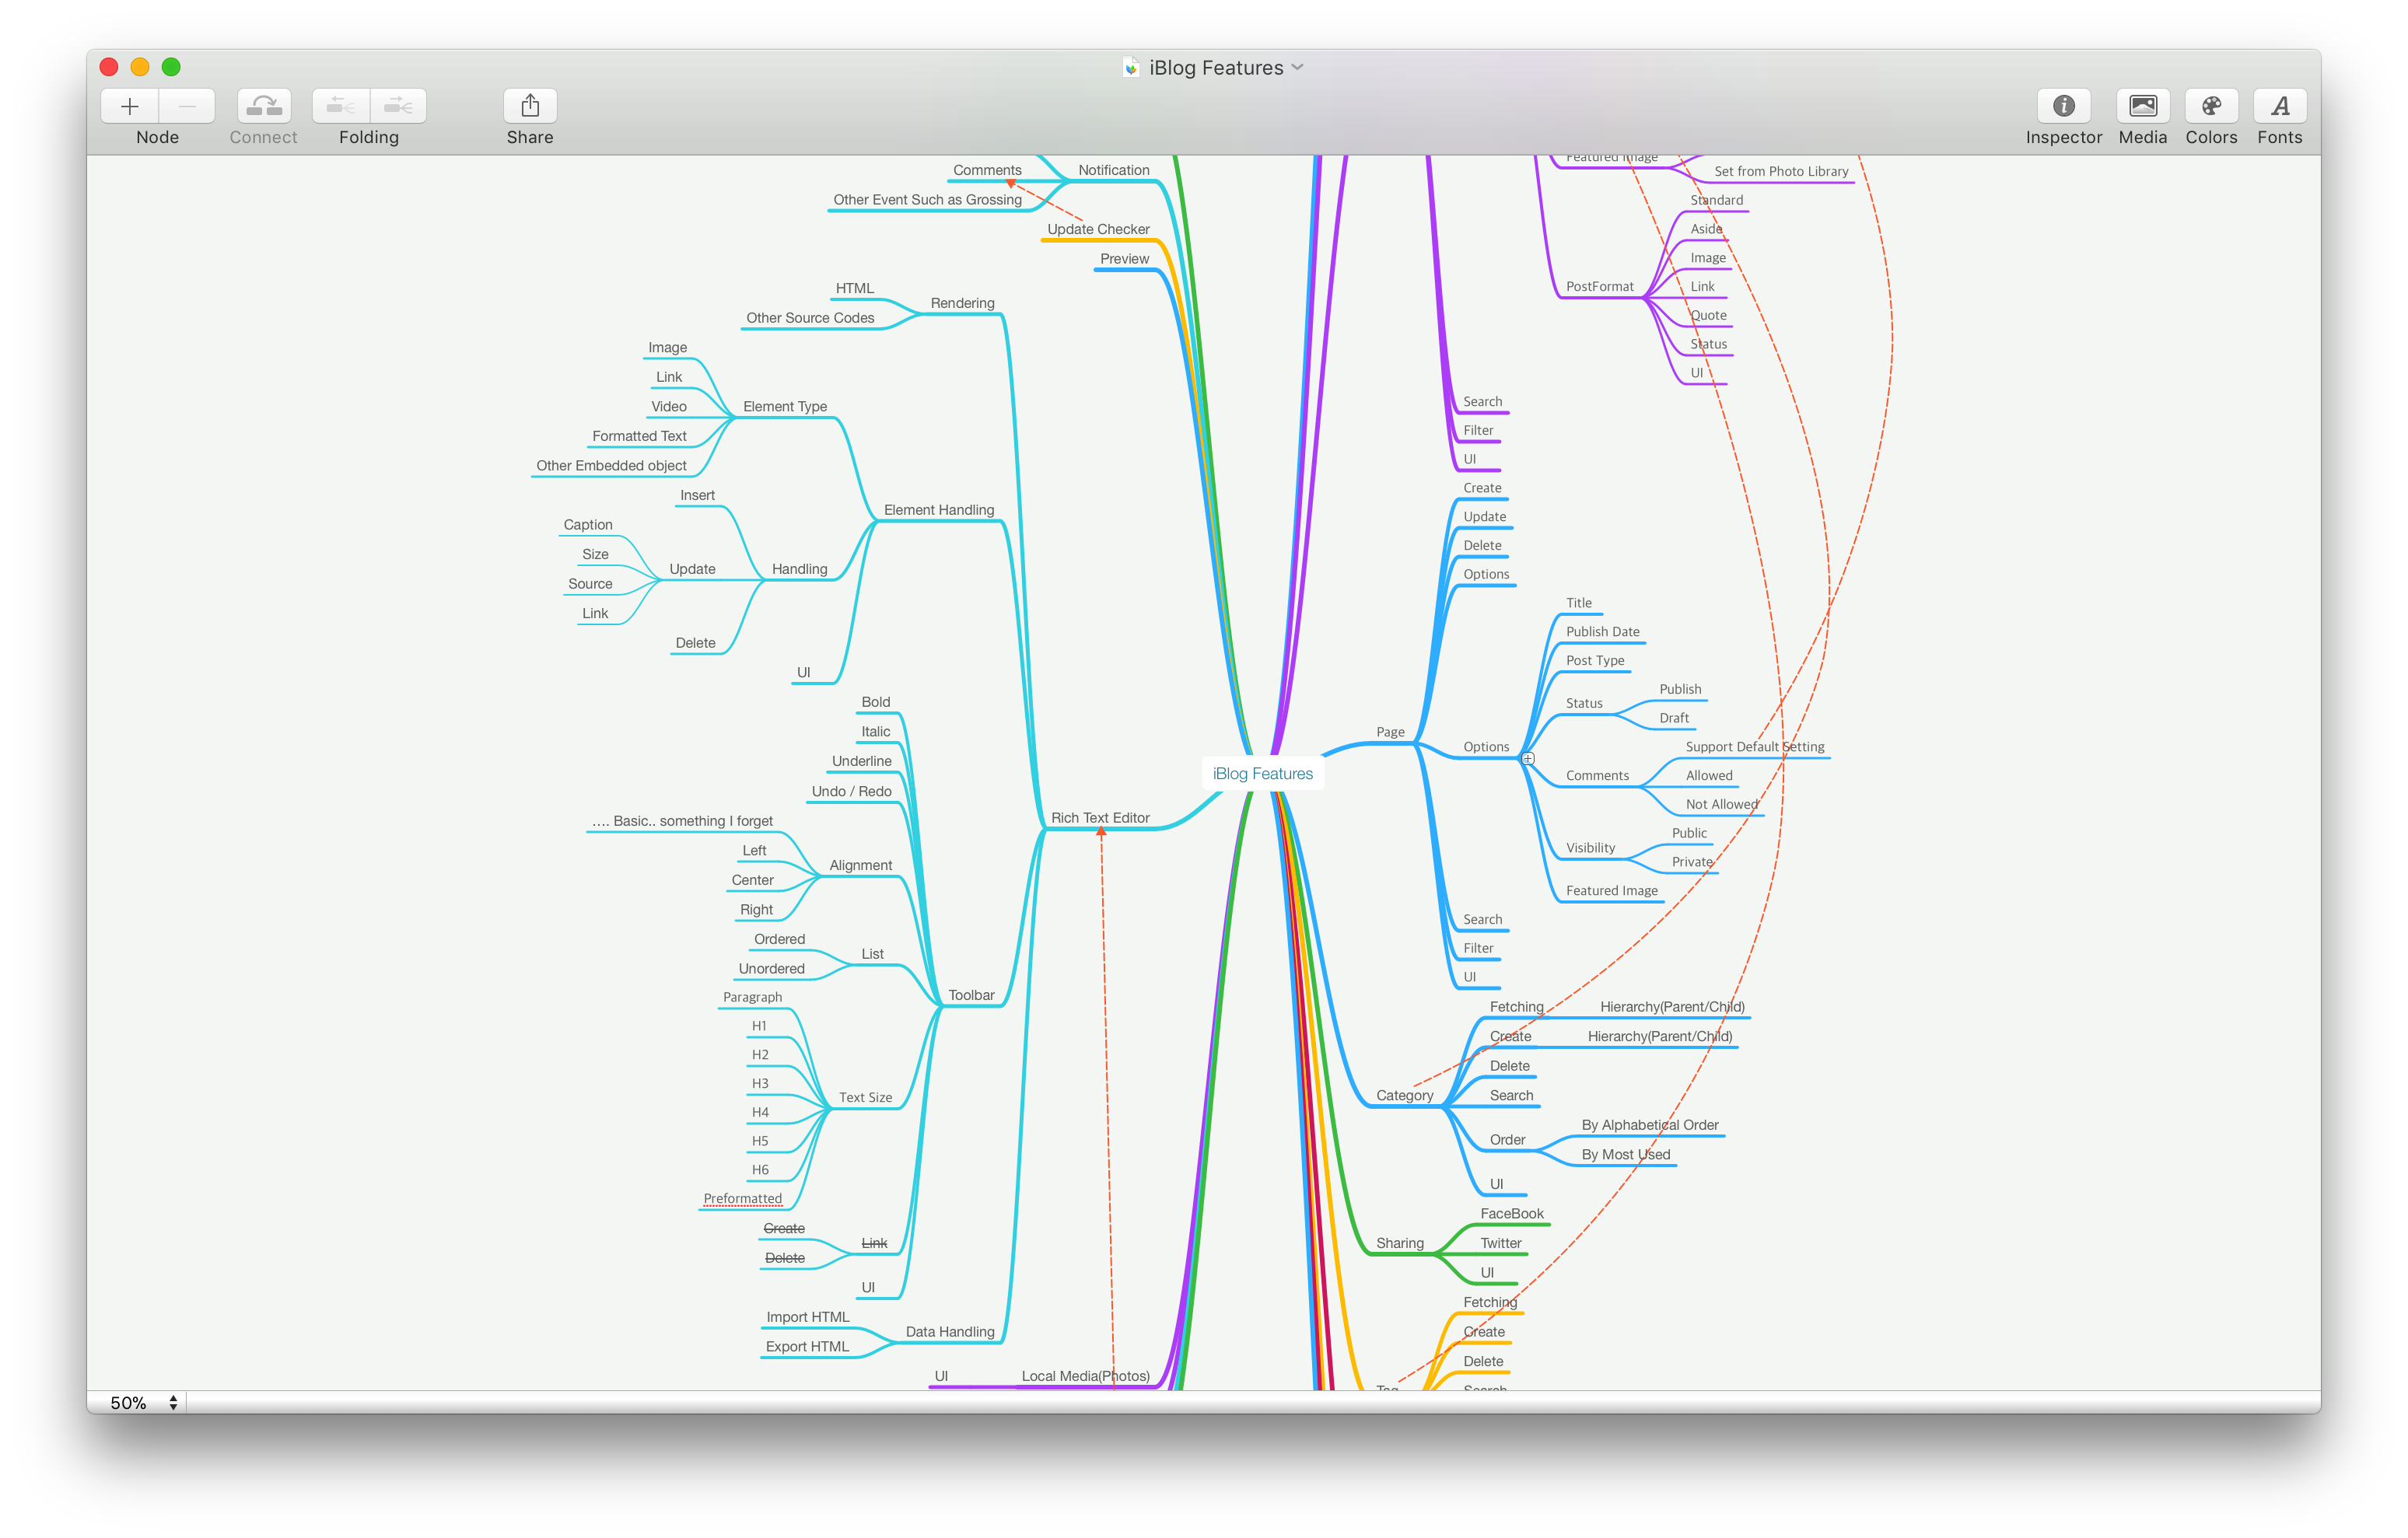 iBlog Features
Node
Connect
Folding
Share
Inspector
Media
Colors
Fonts
Comments
Notification
Other Event Such as Grossing
Update Checker
Preview
HTML
Rendering
Other Source Codes
Image
Link
Element Type
Video
Formatted Text
Other Embedded object
Insert
Element Handling
Caption
Size
Update
Handling
Source
Link
Delete
UI
Bold
Italic
Underline
Undo / Redo
Rich Text Editor
.... Basic.. something I forget
Left
Alignment
Center
Right
Ordered
List
Unordered
Paragraph
Toolbar
H1
H2
H3
Text Size
H4
H5
H6
Preformatted
Create
Link
Delete
UI
Import HTML
Data Handling
Export HTML
UI
Local Media(Photos)
iBlog Features
Featured Image
Set from Photo Library
Standard
Aside
Image
PostFormat
Link
Quote
Status
UI
Search
Filter
UI
Create
Update
Delete
Options
Title
Publish Date
Post Type
Publish
Status
Draft
Page
Options
Support Default Setting
Comments
Allowed
Not Allowed
Public
Visibility
Private
Featured Image
Search
Filter
UI
Fetching
Hierarchy(Parent/Child)
Create
Hierarchy(Parent/Child)
Delete
Category
Search
By Alphabetical Order
Order
By Most Used
UI
FaceBook
Sharing
Twitter
UI
Fetching
Create
Delete
Tag
Search
50%